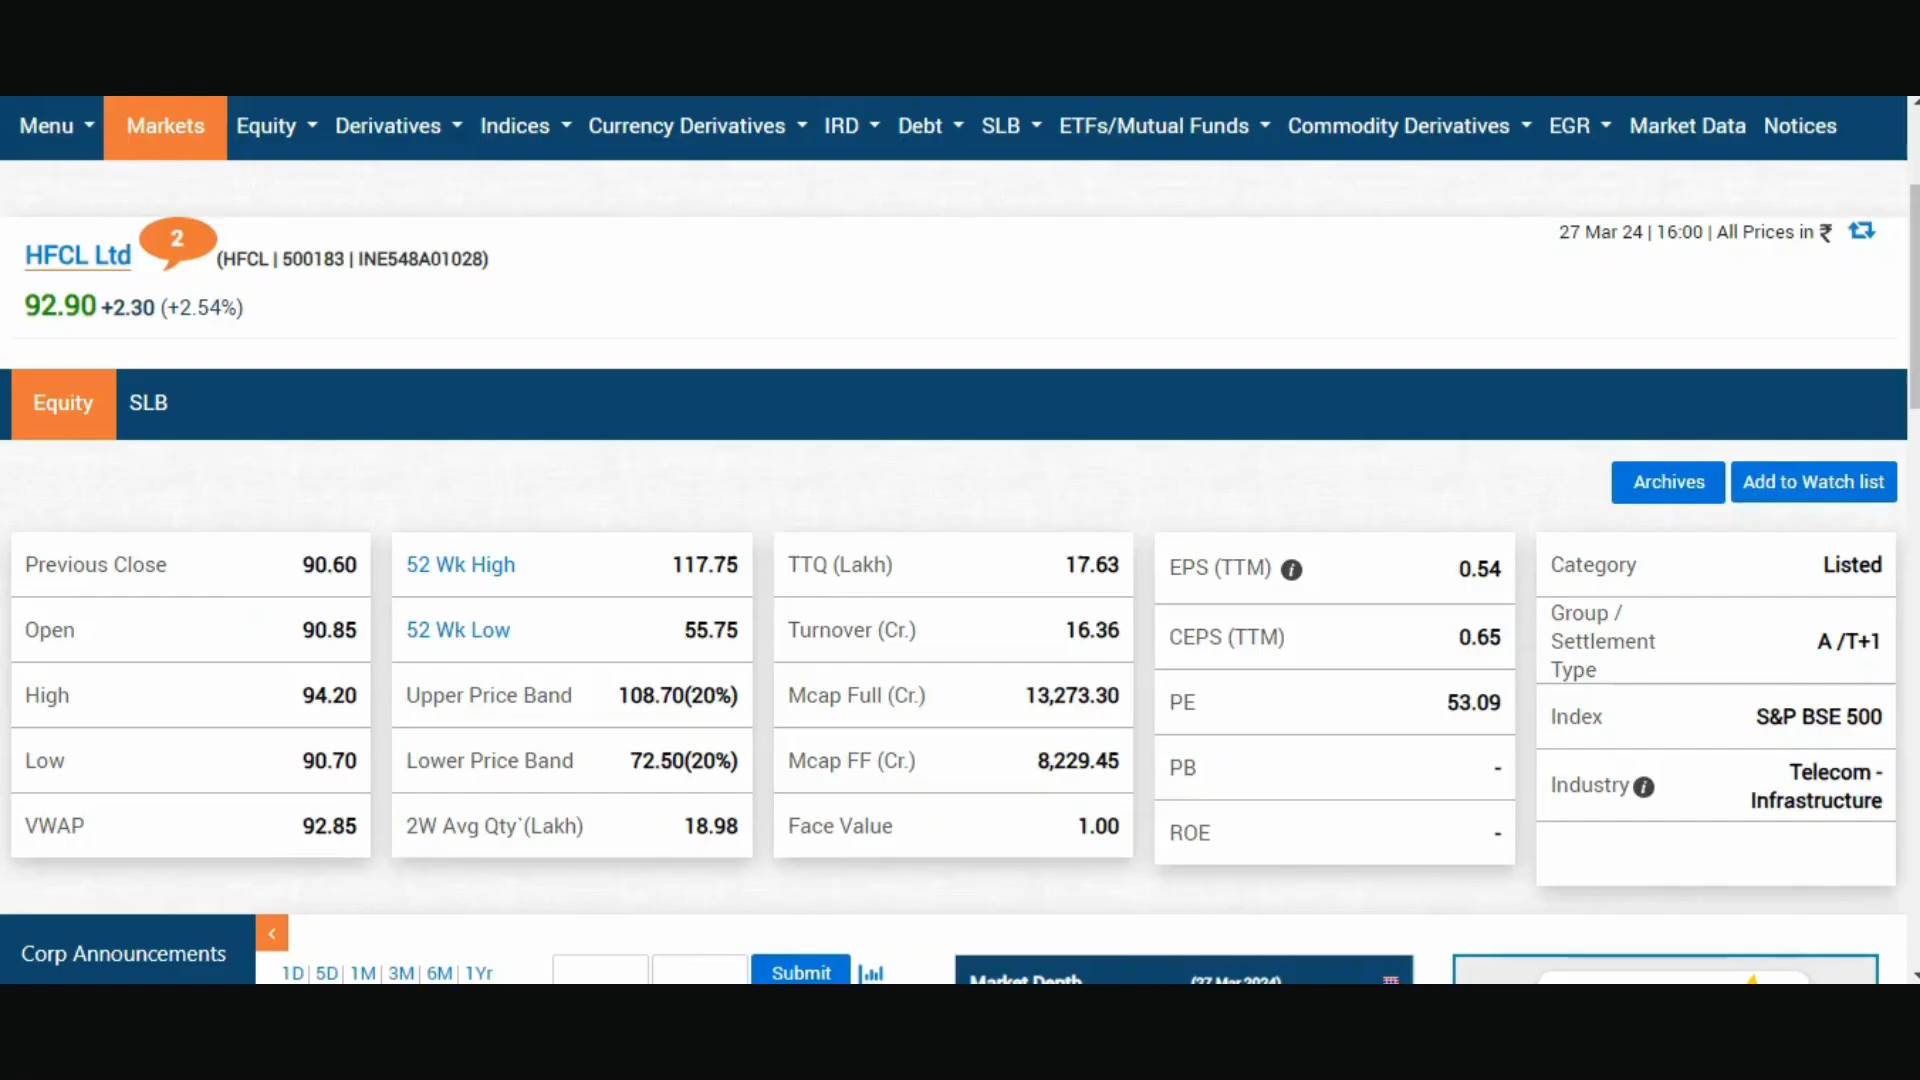 Menu Markets Equity Derivatives Indices Currency Derivatives IRD Debt SLB ETFs/Mutual Funds Commodity Derivatives EGR Market Data Notices
HFCL Ltd 2 (HFCL | 500183 | INE548A01028)
27 Mar 24 | 16:00 | All Prices in ₹
92.90 +2.30 (+2.54%)
Equity SLB
Archives Add to Watch list
Previous Close 90.60
Open 90.85
High 94.20
Low 90.70
VWAP 92.85
52 Wk High 117.75
52 Wk Low 55.75
Upper Price Band 108.70(20%)
Lower Price Band 72.50(20%)
2W Avg Qty`(Lakh) 18.98
TTQ (Lakh) 17.63
Turnover (Cr.) 16.36
Mcap Full (Cr.) 13,273.30
Mcap FF (Cr.) 8,229.45
Face Value 1.00
EPS (TTM) i 0.54
CEPS (TTM) 0.65
PE 53.09
PB -
ROE -
Category Listed
Group /
Settlement A /T+1
Type
Index S&P BSE 500
Industry i Telecom -
Infrastructure
Corp Announcements <
1D| 5D| 1M| 3M| 6M| 1Yr Submit
Market Depth (27 Mar 2024)